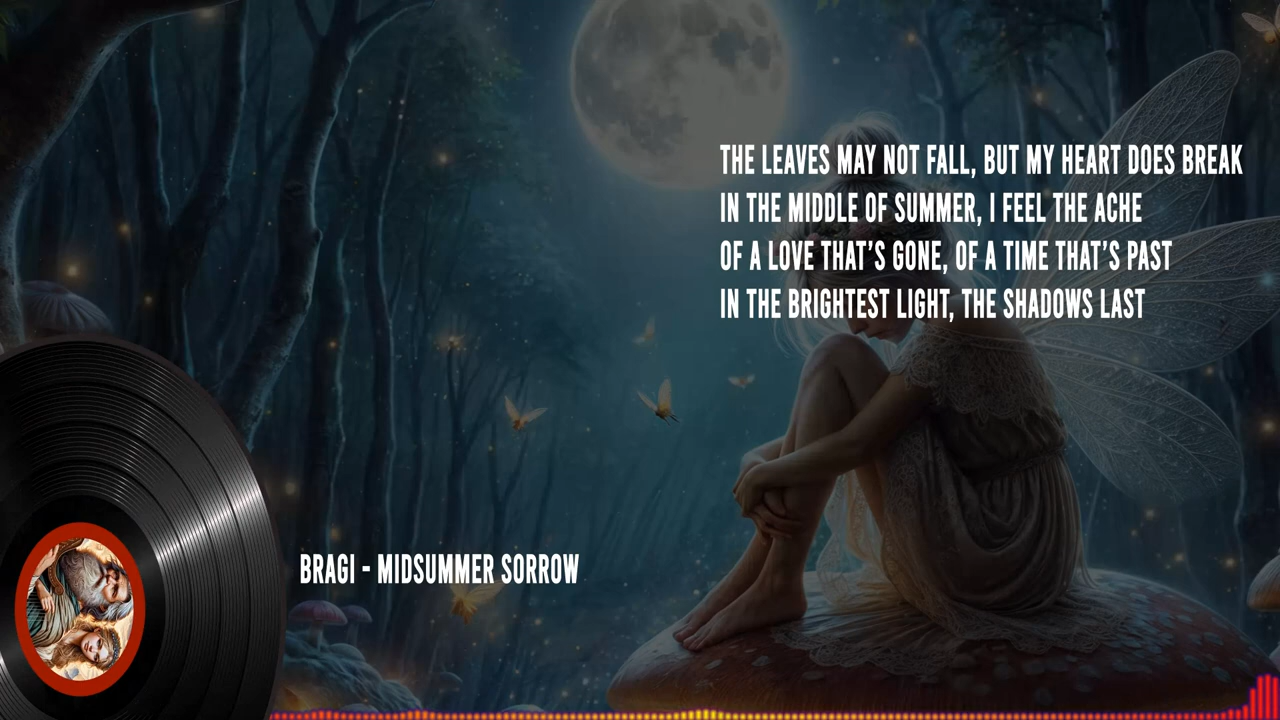 THE LEAVES MAY NOT FALL, BUT MY HEART DOES BREAK
IN THE MIDDLE OF SUMMER, I FEEL THE ACHE
OF A LOVE THAT’S GONE, OF A TIME THAT’S PAST
IN THE BRIGHTEST LIGHT, THE SHADOWS LAST
BRAGI - MIDSUMMER SORROW